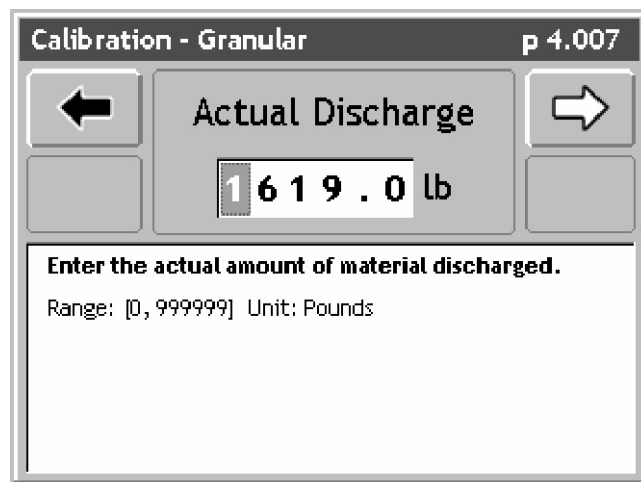 Calibration - Granular p 4.007
Actual Discharge
1619.0 lb
Enter the actual amount of material discharged.
Range: [0, 999999] Unit: Pounds